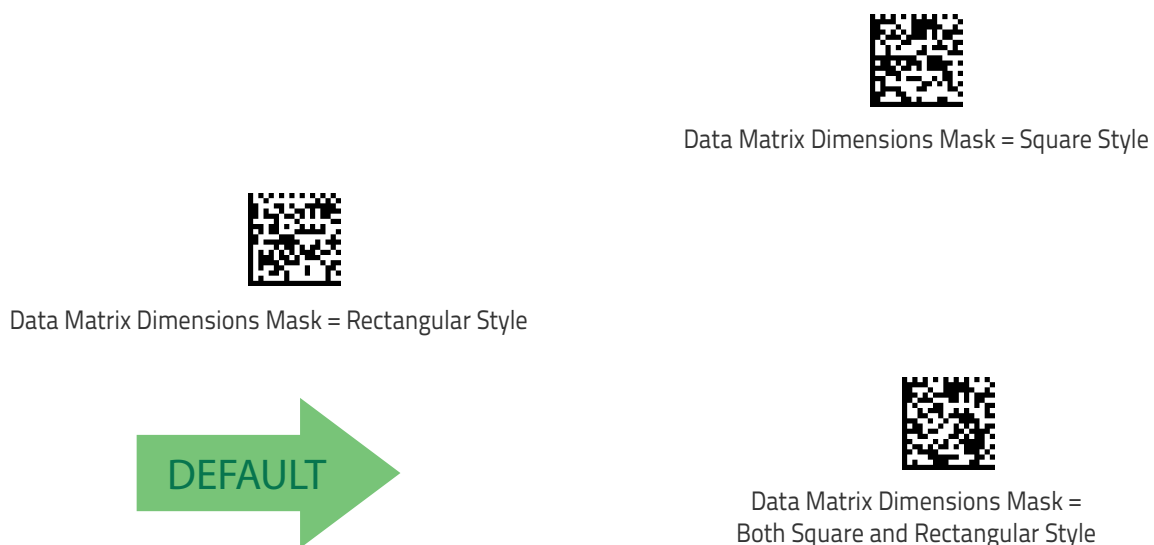 Data Matrix Dimensions Mask = Square Style
Data Matrix Dimensions Mask = Rectangular Style
DEFAULT
Data Matrix Dimensions Mask =
Both Square and Rectangular Style